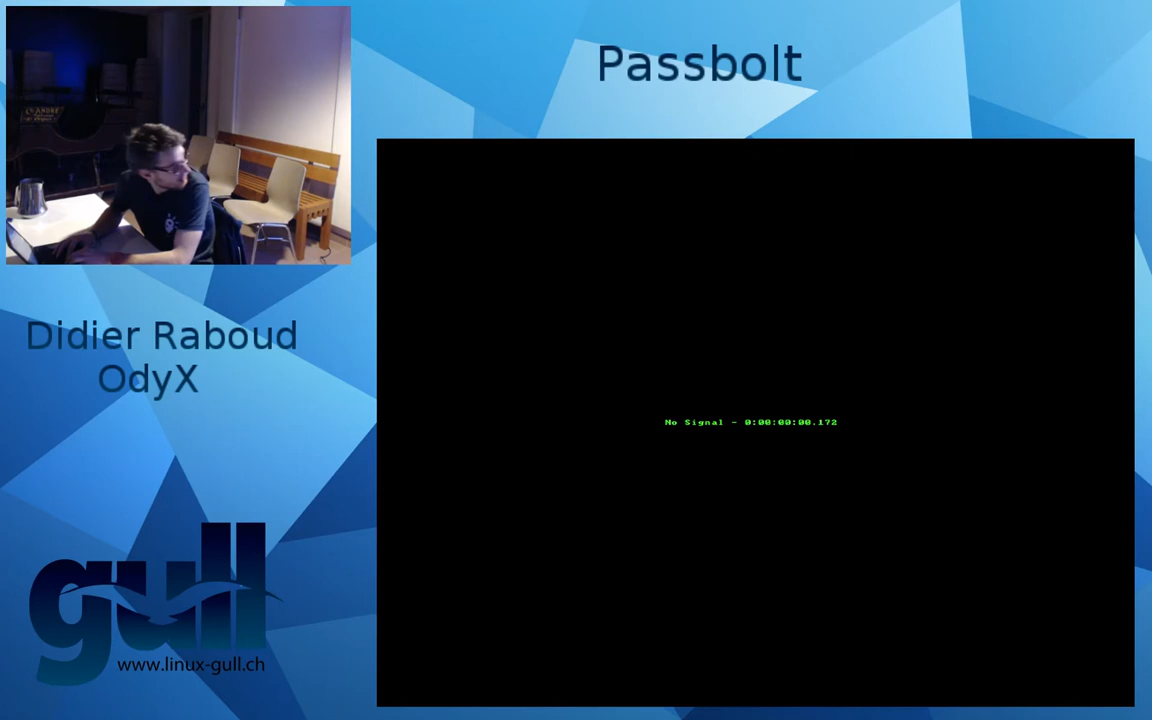 Passbolt
Didier Raboud
OdyX
No Signal - 0:00:00:00.172
gull
www.linux-gull.ch